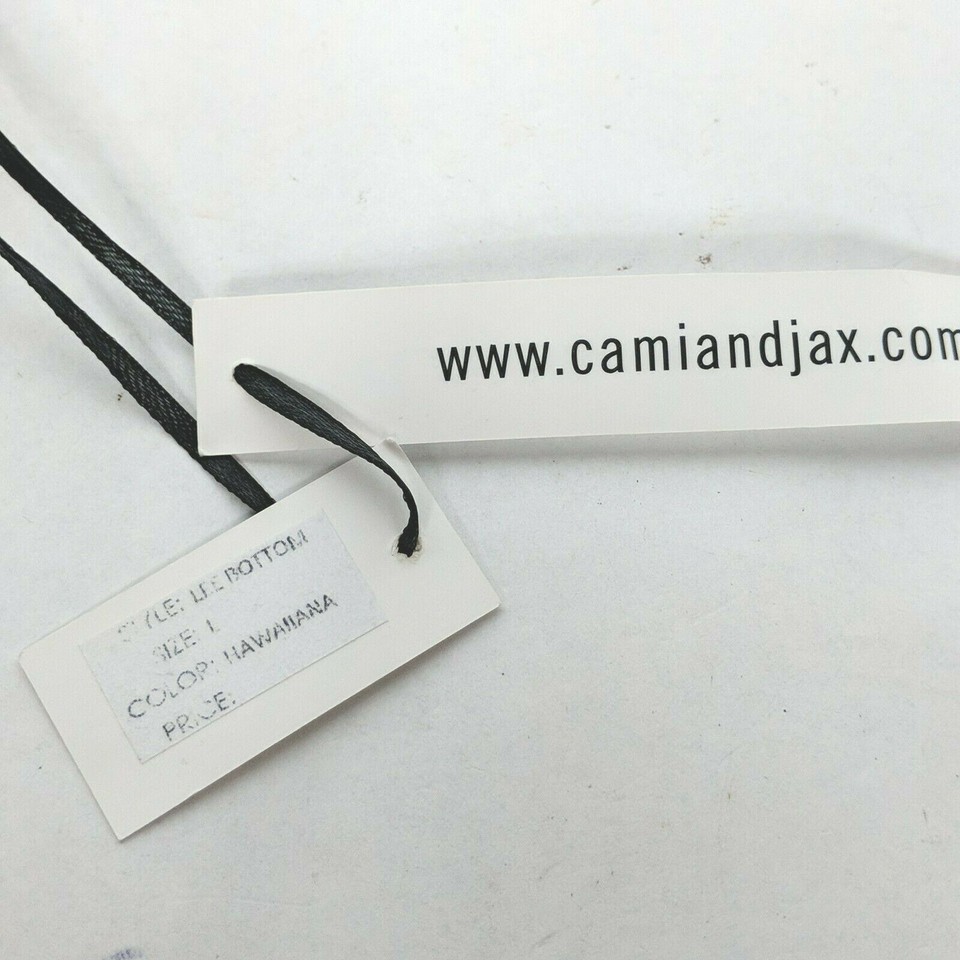 www.camiandjax.com
STYLE: LEE BOTTOM
SIZE: L
COLOR: HAWAIIANA
PRICE: